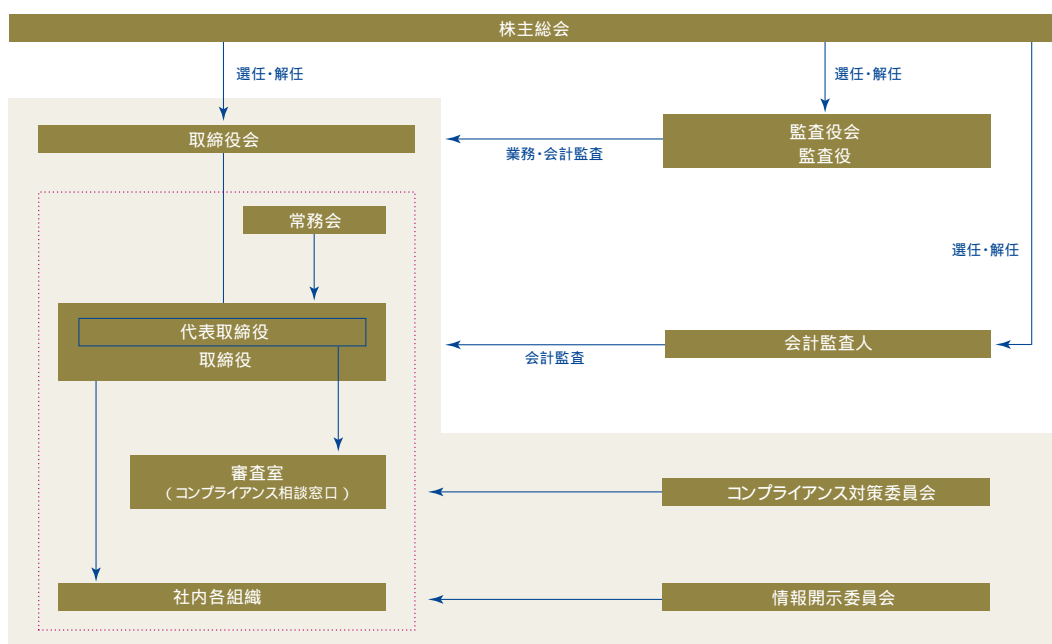 株主総会
選任・解任
選任・解任
取締役会
監査役会
監査役
業務・会計監査
常務会
選任・解任
代表取締役
取締役
会計監査
会計監査人
審査室
(コンプライアンス相談窓口)
コンプライアンス対策委員会
社内各組織
情報開示委員会